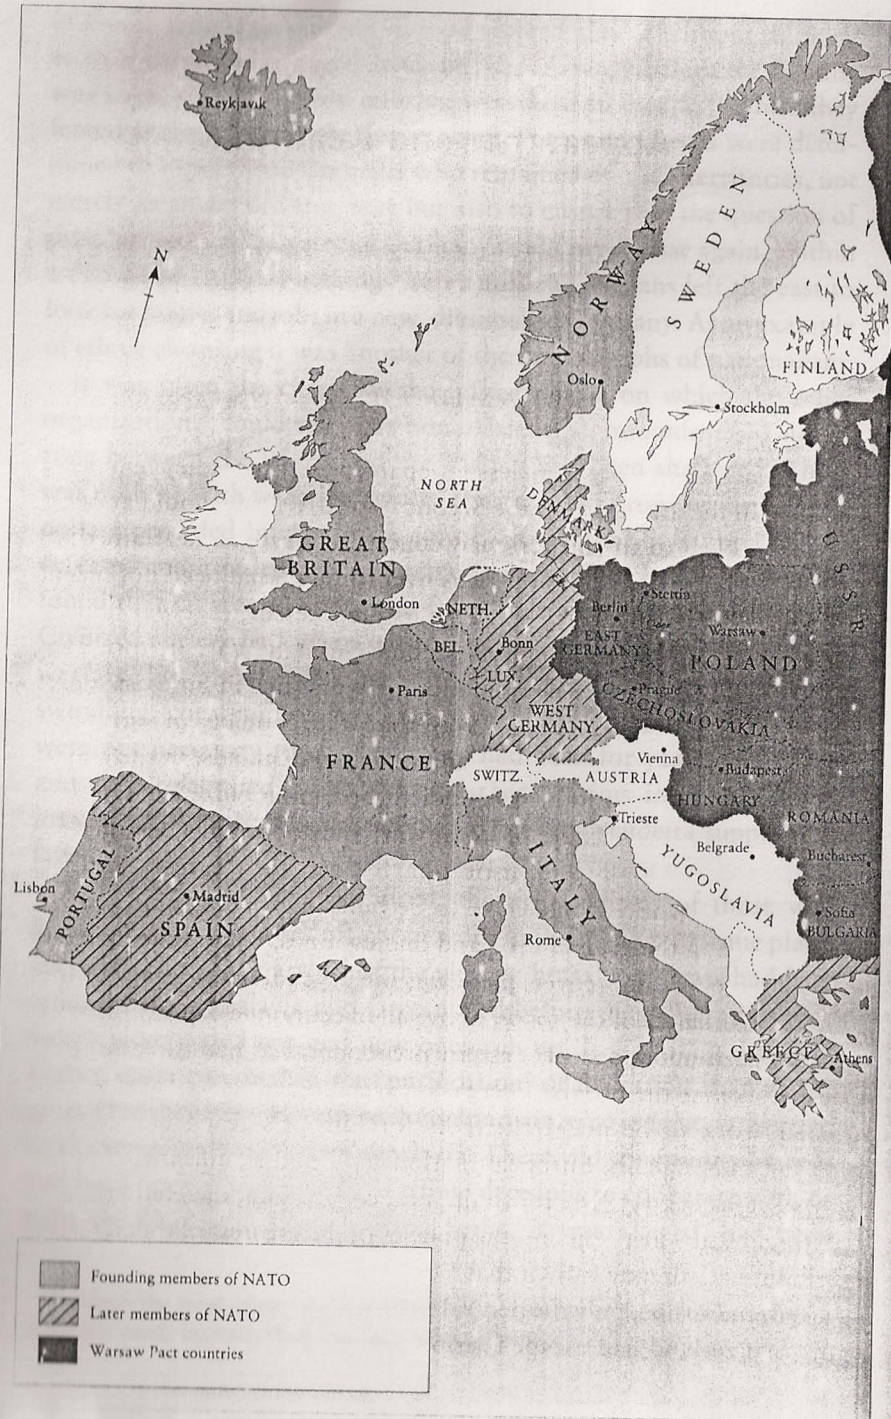 Reykjavik
N
NORWAY
SWEDEN
FINLAND
Oslo
Stockholm
NORTH
SEA
DENMARK
GREAT
BRITAIN
London
NETH.
BEL.
Bonn
LUX.
Berlin
Stettin
EAST
GERMANY
Warsaw
POLAND
USSR
Prague
CZECHOSLOVAKIA
Paris
WEST
GERMANY
FRANCE
SWITZ.
Vienna
AUSTRIA
Budapest
HUNGARY
ROMANIA
Trieste
Belgrade
Bucharest
YUGOSLAVIA
ITALY
Lisbon
PORTUGAL
Madrid
SPAIN
Rome
Sofia
BULGARIA
GREECE
Athens
Founding members of NATO
Later members of NATO
Warsaw Pact countries